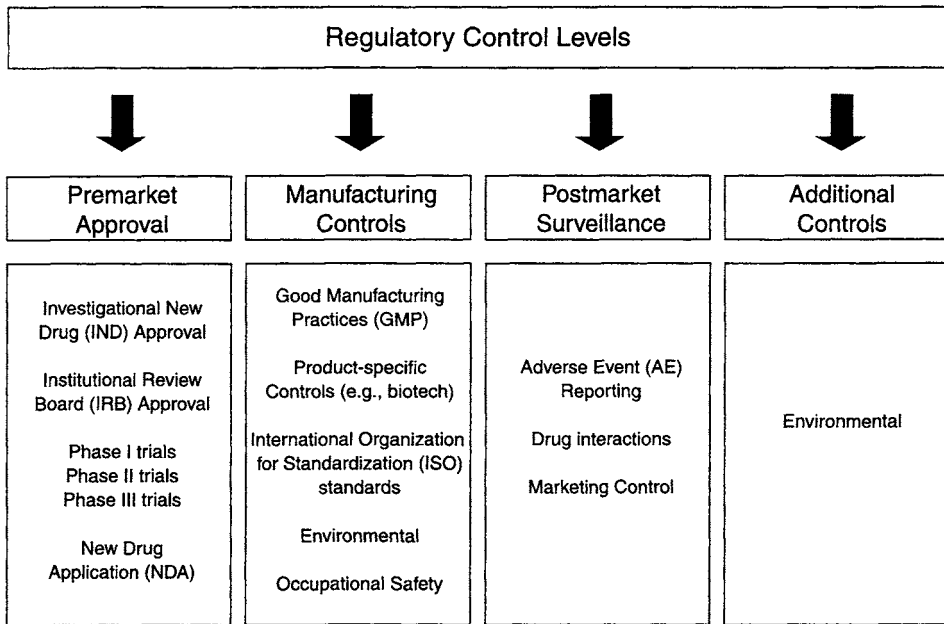 Regulatory Control Levels
Premarket
Approval
Manufacturing
Controls
Postmarket
Surveillance
Additional
Controls
Investigational New
Drug (IND) Approval
Institutional Review
Board (IRB) Approval
Phase I trials
Phase II trials
Phase III trials
New Drug
Application (NDA)
Good Manufacturing
Practices (GMP)
Product-specific
Controls (e.g., biotech)
International Organization
for Standardization (ISO)
standards
Environmental
Occupational Safety
Adverse Event (AE)
Reporting
Drug interactions
Marketing Control
Environmental